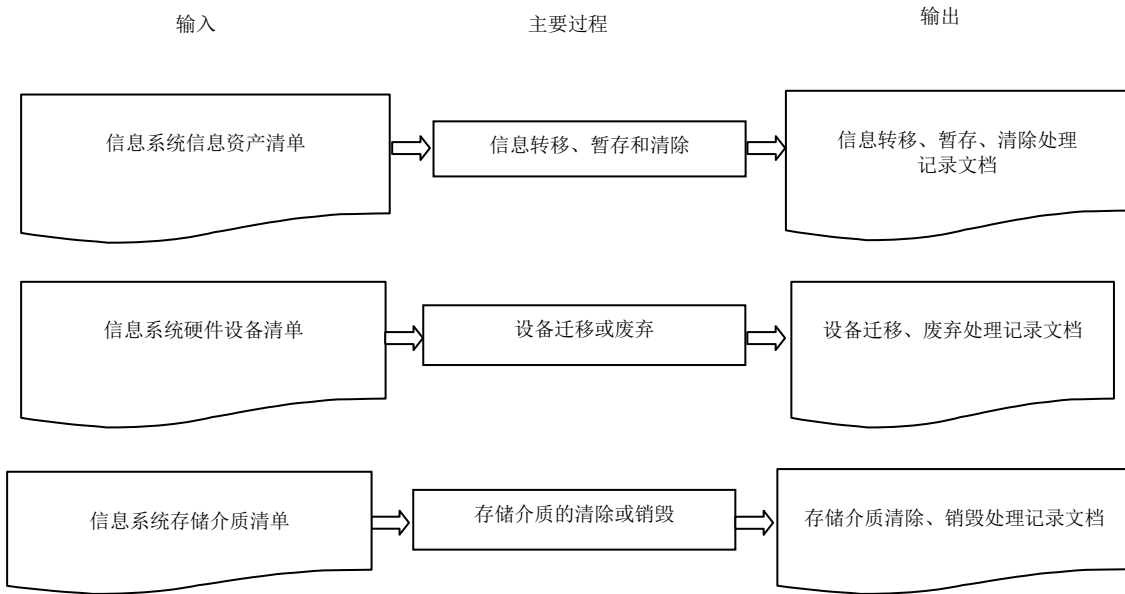 输入
主要过程
输出
信息系统信息资产清单
信息转移、暂存和清除
信息转移、暂存、清除处理
记录文档
信息系统硬件设备清单
设备迁移或废弃
设备迁移、废弃处理记录文档
信息系统存储介质清单
存储介质的清除或销毁
存储介质清除、销毁处理记录文档